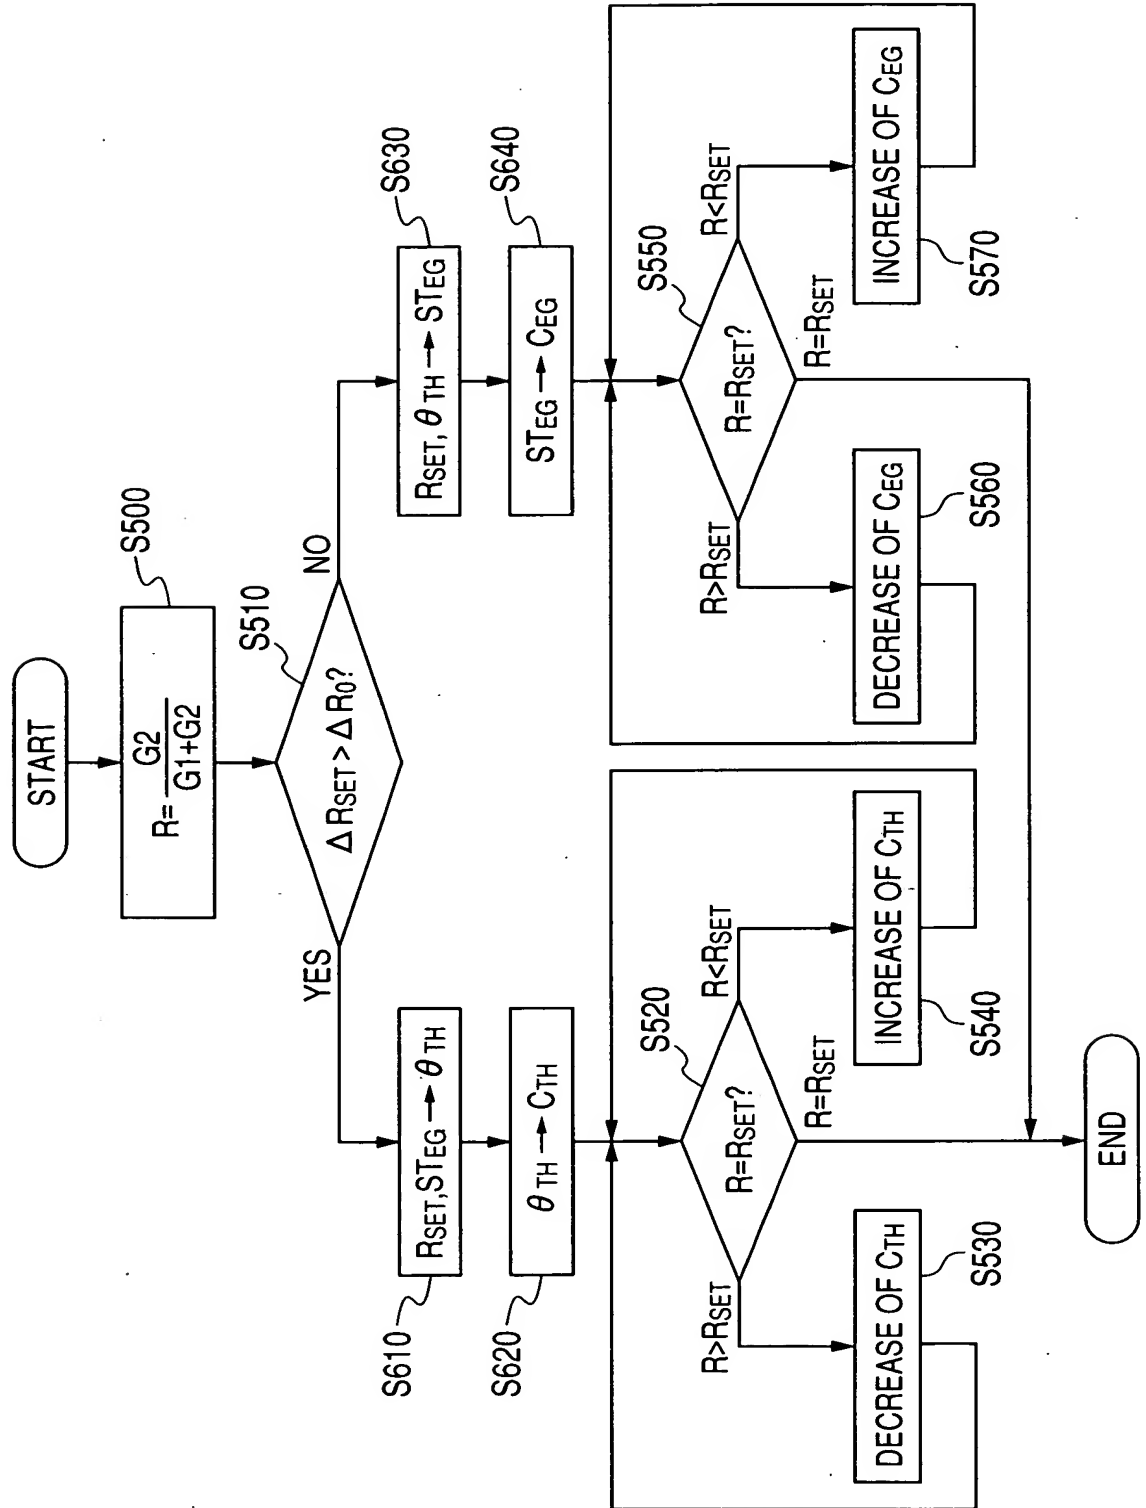 START
S500
R=G2/G1+G2
S510
ΔRSET > ΔR0?
YES
NO
S610
RSET,STEG → θTH
S630
RSET, θTH → STEG
S620
θTH → CTH
S640
STEG → CEG
S520
R=RSET?
R>RSET
R<RSET
R=RSET
DECREASE OF CTH
S530
INCREASE OF CTH
S540
S550
R=RSET?
R>RSET
R<RSET
R=RSET
DECREASE OF CEG
S560
INCREASE OF CEG
S570
END